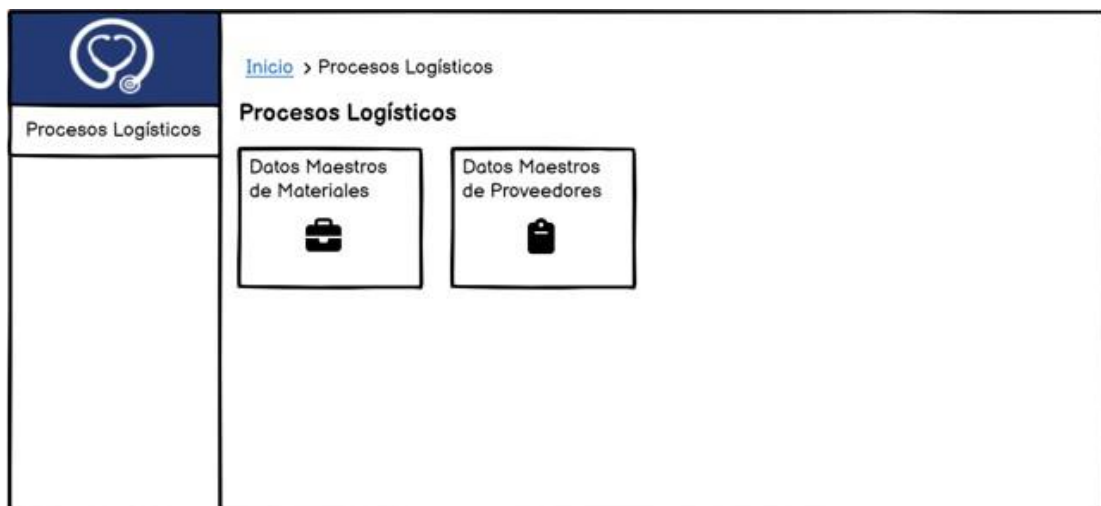 Procesos Logísticos
Inicio > Procesos Logísticos
Procesos Logísticos
Datos Maestros
de Materiales
Datos Maestros
de Proveedores